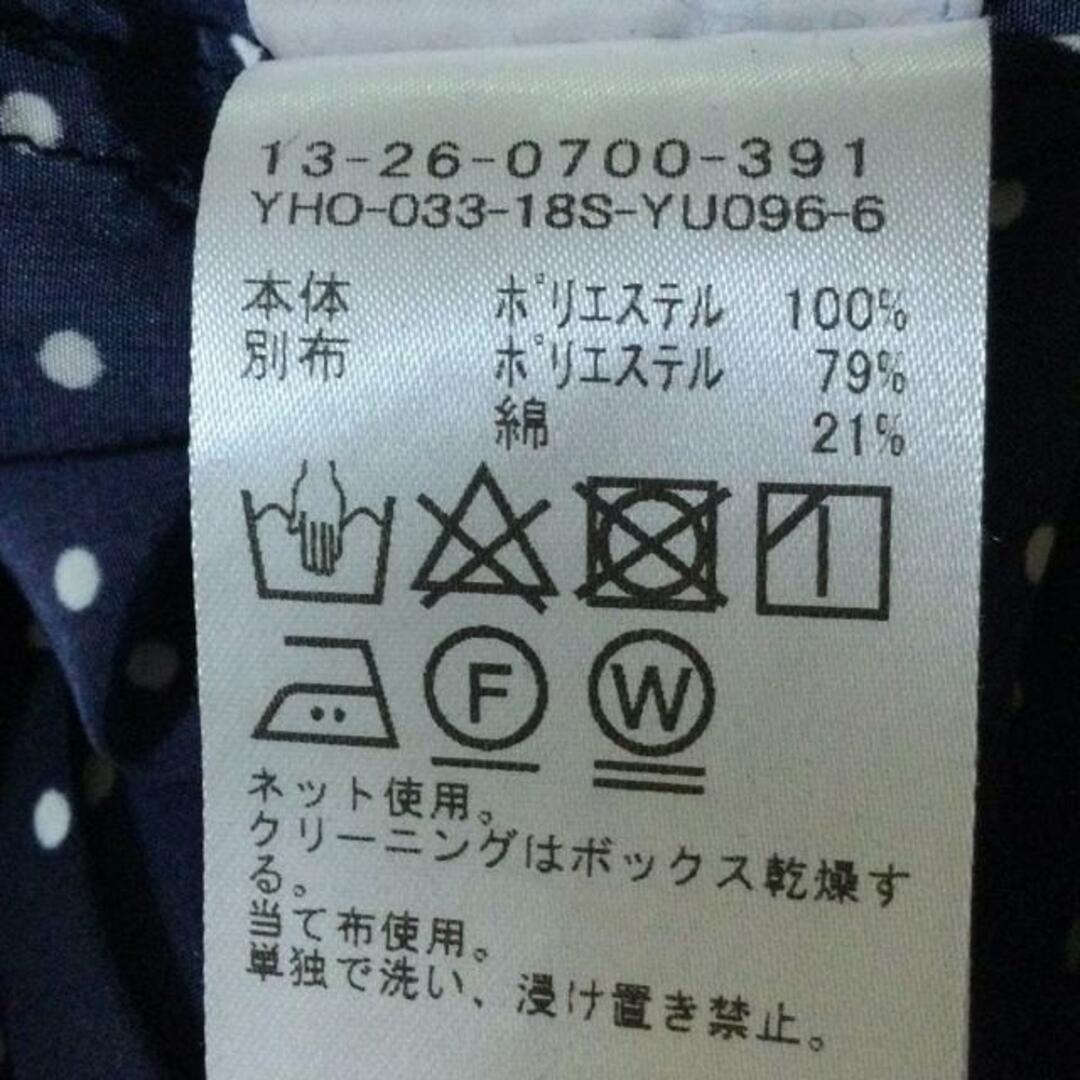 13-26-0700-391
YHO-033-18S-YU096-6
本体 ポリエステル 100%
別布 ポリエステル 79%
綿 21%
F W
ネット使用。
クリーニングはボックス乾燥す
る。
当て布使用。
単独で洗い、浸け置き禁止。